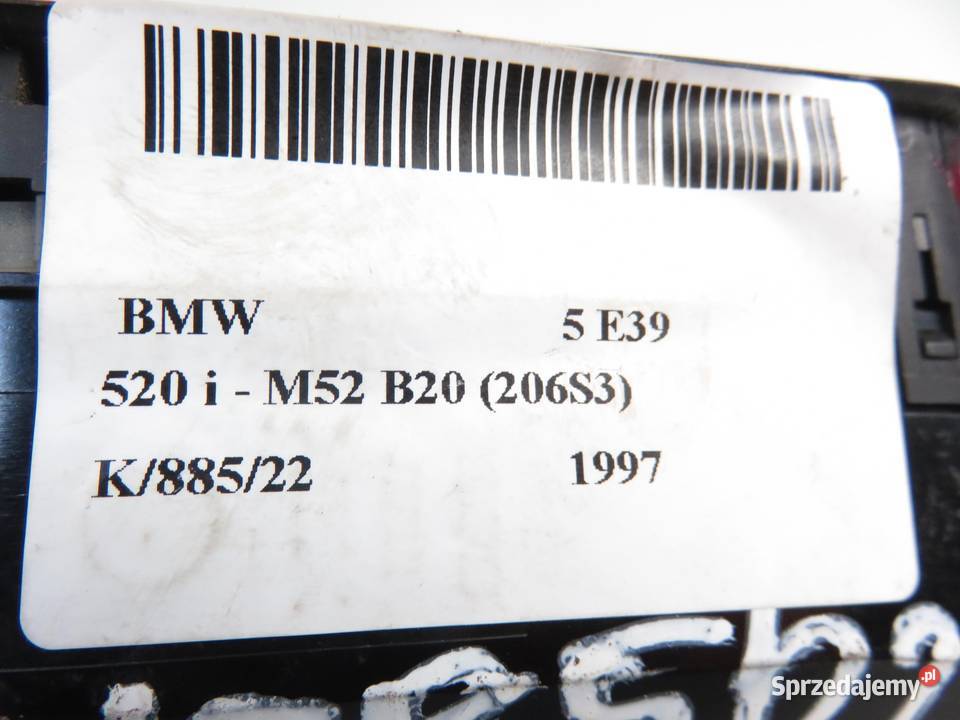 BMW 5 E39
520 i - M52 B20 (206S3)
K/885/22 1997
Sprzedajemy.pl